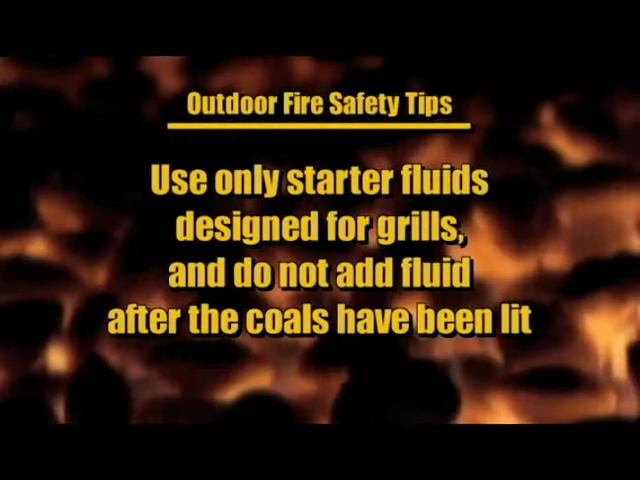 Outdoor Fire Safety Tips
Use only starter fluids
designed for grills,
and do not add fluid
after the coals have been lit